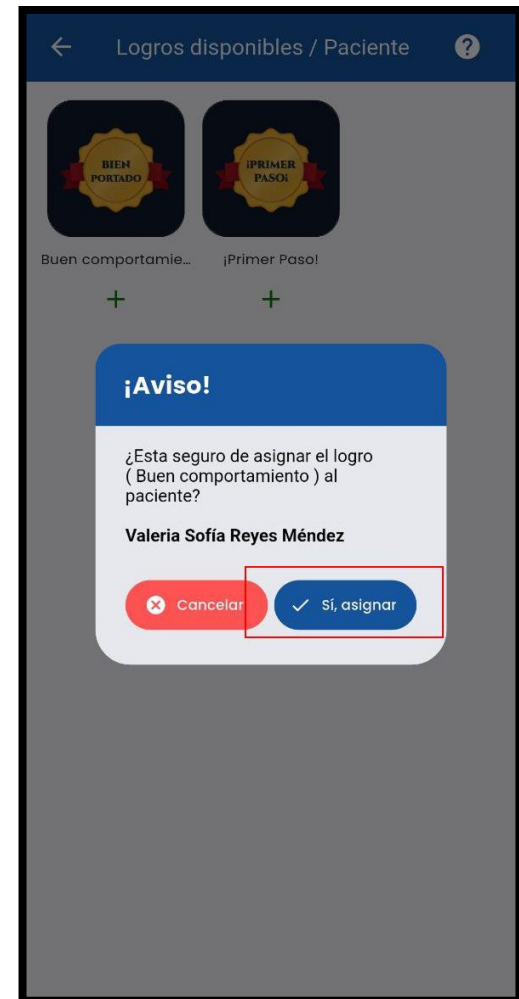 Logros disponibles / Paciente
BIEN
PORTADO
¡PRIMER
PASO!
Buen comportamie...
¡Primer Paso!
¡Aviso!
¿Esta seguro de asignar el logro
( Buen comportamiento ) al
paciente?
Valeria Sofía Reyes Méndez
Cancelar
Sí, asignar